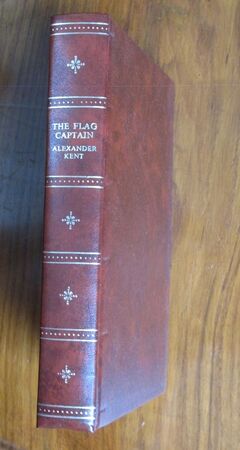 THE FLAG
CAPTAIN
ALEXANDER
KENT